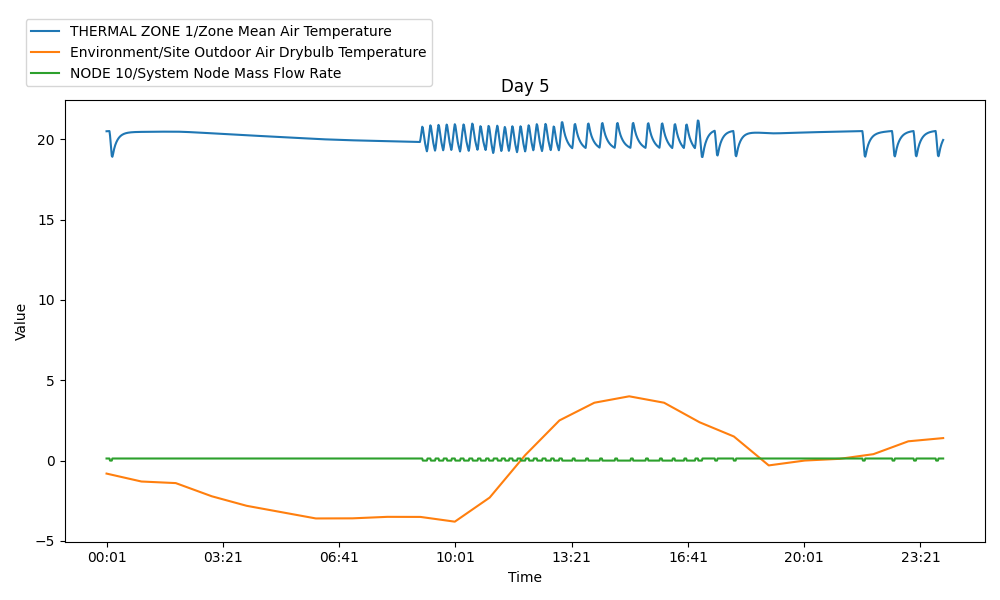 THERMAL ZONE 1/Zone Mean Air Temperature
Environment/Site Outdoor Air Drybulb Temperature
NODE 10/System Node Mass Flow Rate
Day 5
Value
20
15
10
5
0
−5
00:01 03:21 06:41 10:01 13:21 16:41 20:01 23:21
Time